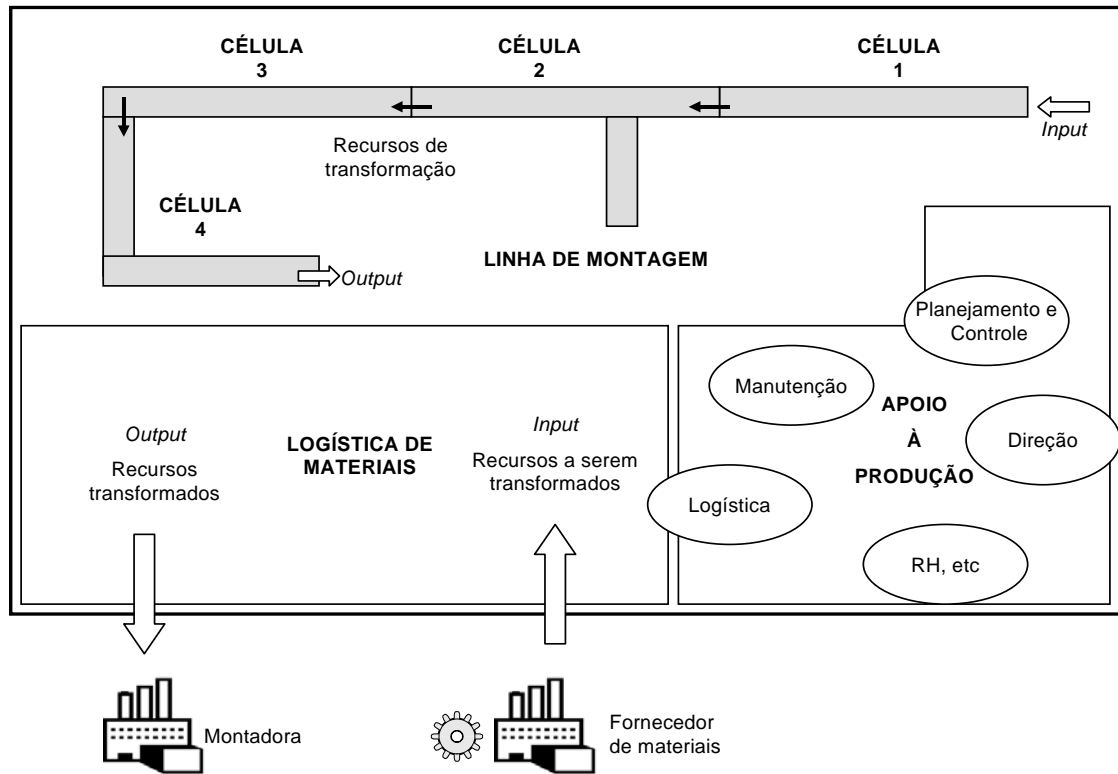 CÉLULA
3
CÉLULA
2
CÉLULA
1
Input
Recursos de
transformação
CÉLULA
4
LINHA DE MONTAGEM
Output
Planejamento e
Controle
Manutenção
APOIO
À
PRODUÇÃO
Direção
Logística
RH, etc
Output
Recursos
transformados
LOGÍSTICA DE
MATERIAIS
Input
Recursos a serem
transformados
Montadora
Fornecedor
de materiais